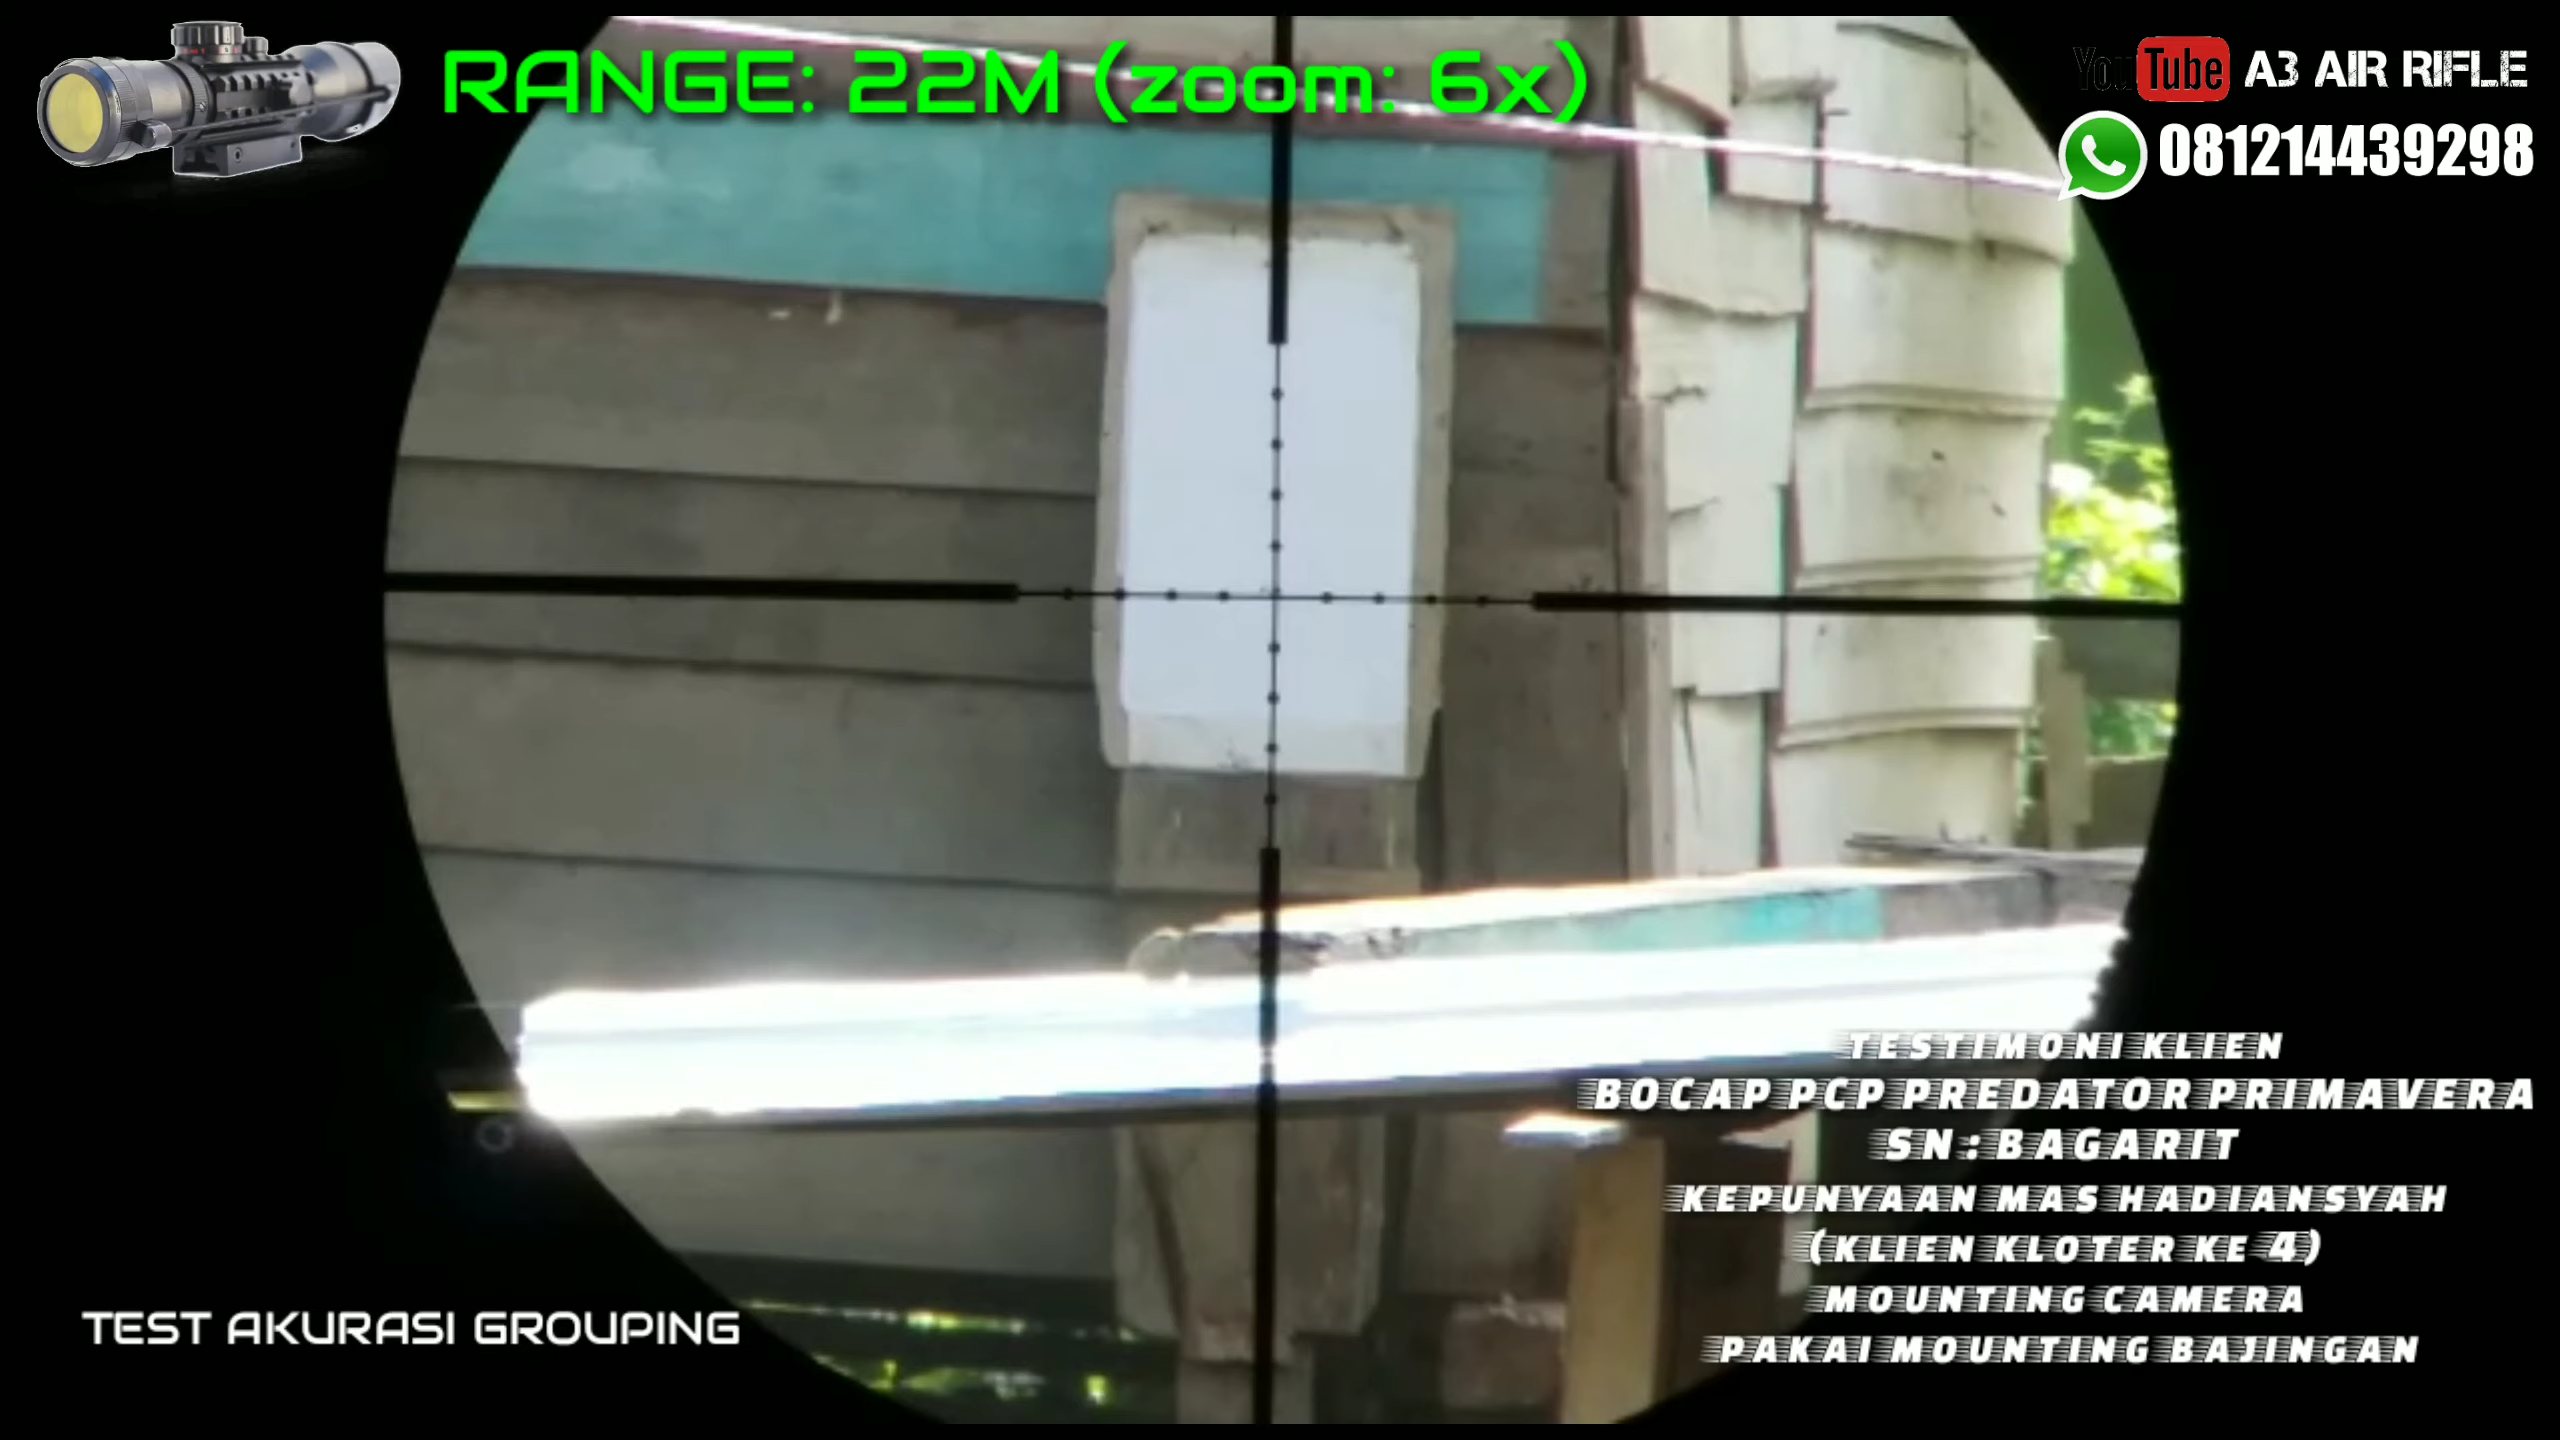 RANGE: 22M (zoom: 6x)
YouTube A3 AIR RIFLE
081214439298
TESTIMONI KLIEN
BOCAP PCP PREDATOR PRIMAVERA
SN : BAGARIT
KEPUNYAAN MAS HADIANSYAH
(KLIEN KLOTER KE 4)
MOUNTING CAMERA
PAKAI MOUNTING BAJINGAN
TEST AKURASI GROUPING